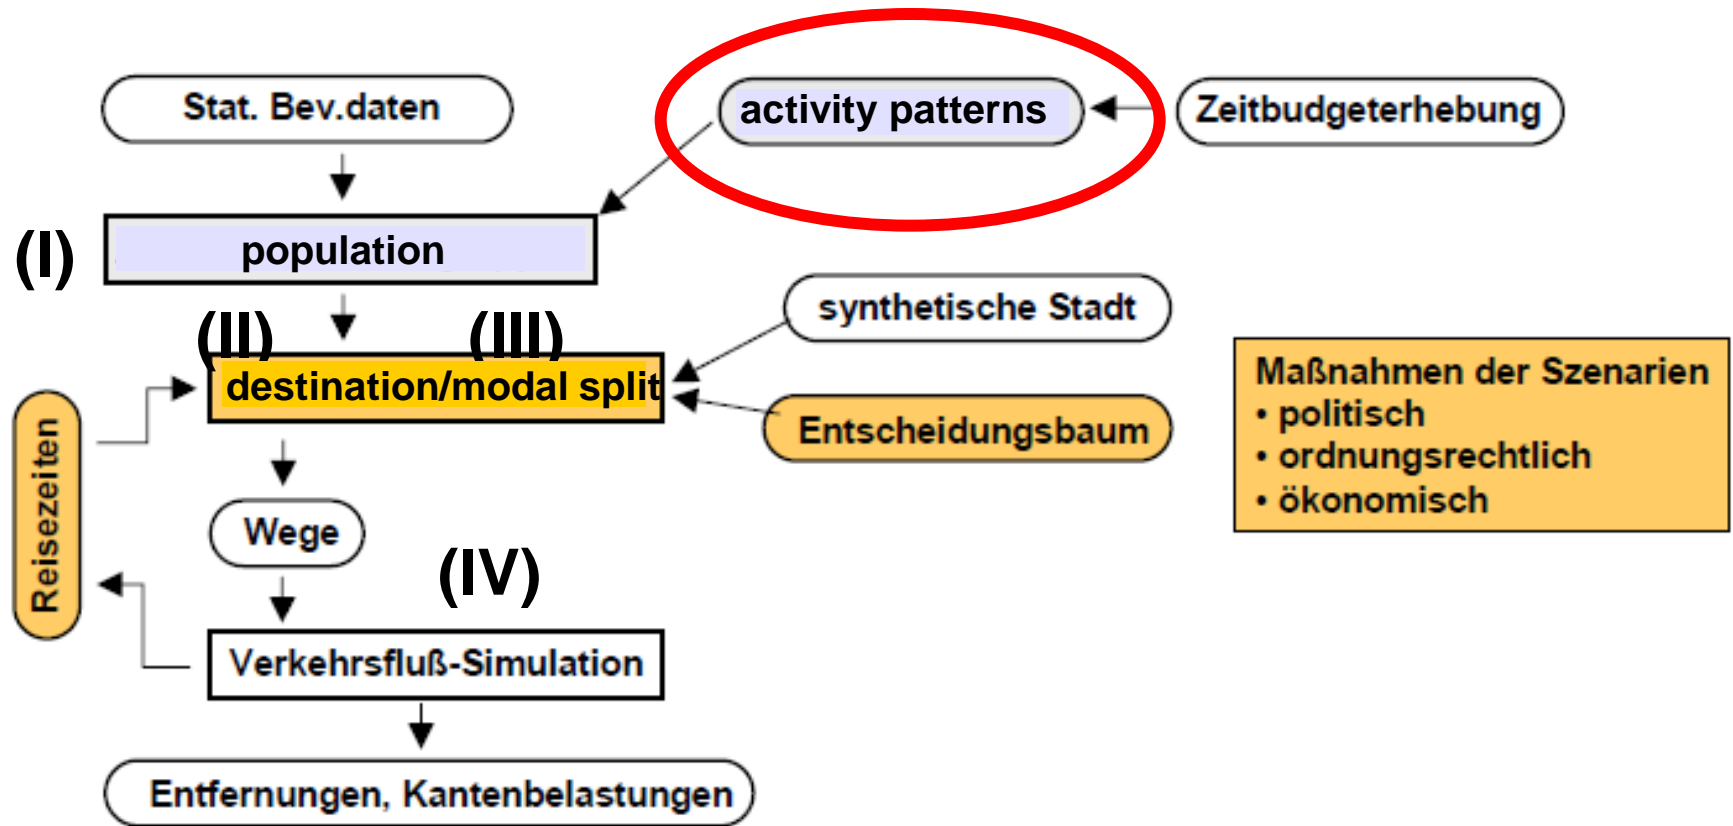 Stat. Bev.daten
activity patterns
Zeitbudgeterhebung
(I)
population
(II)
(III)
synthetische Stadt
destination/modal split
Entscheidungsbaum
Maßnahmen der Szenarien
• politisch
• ordnungsrechtlich
• ökonomisch
Reisezeiten
Wege
(IV)
Verkehrsfluß-Simulation
Entfernungen, Kantenbelastungen